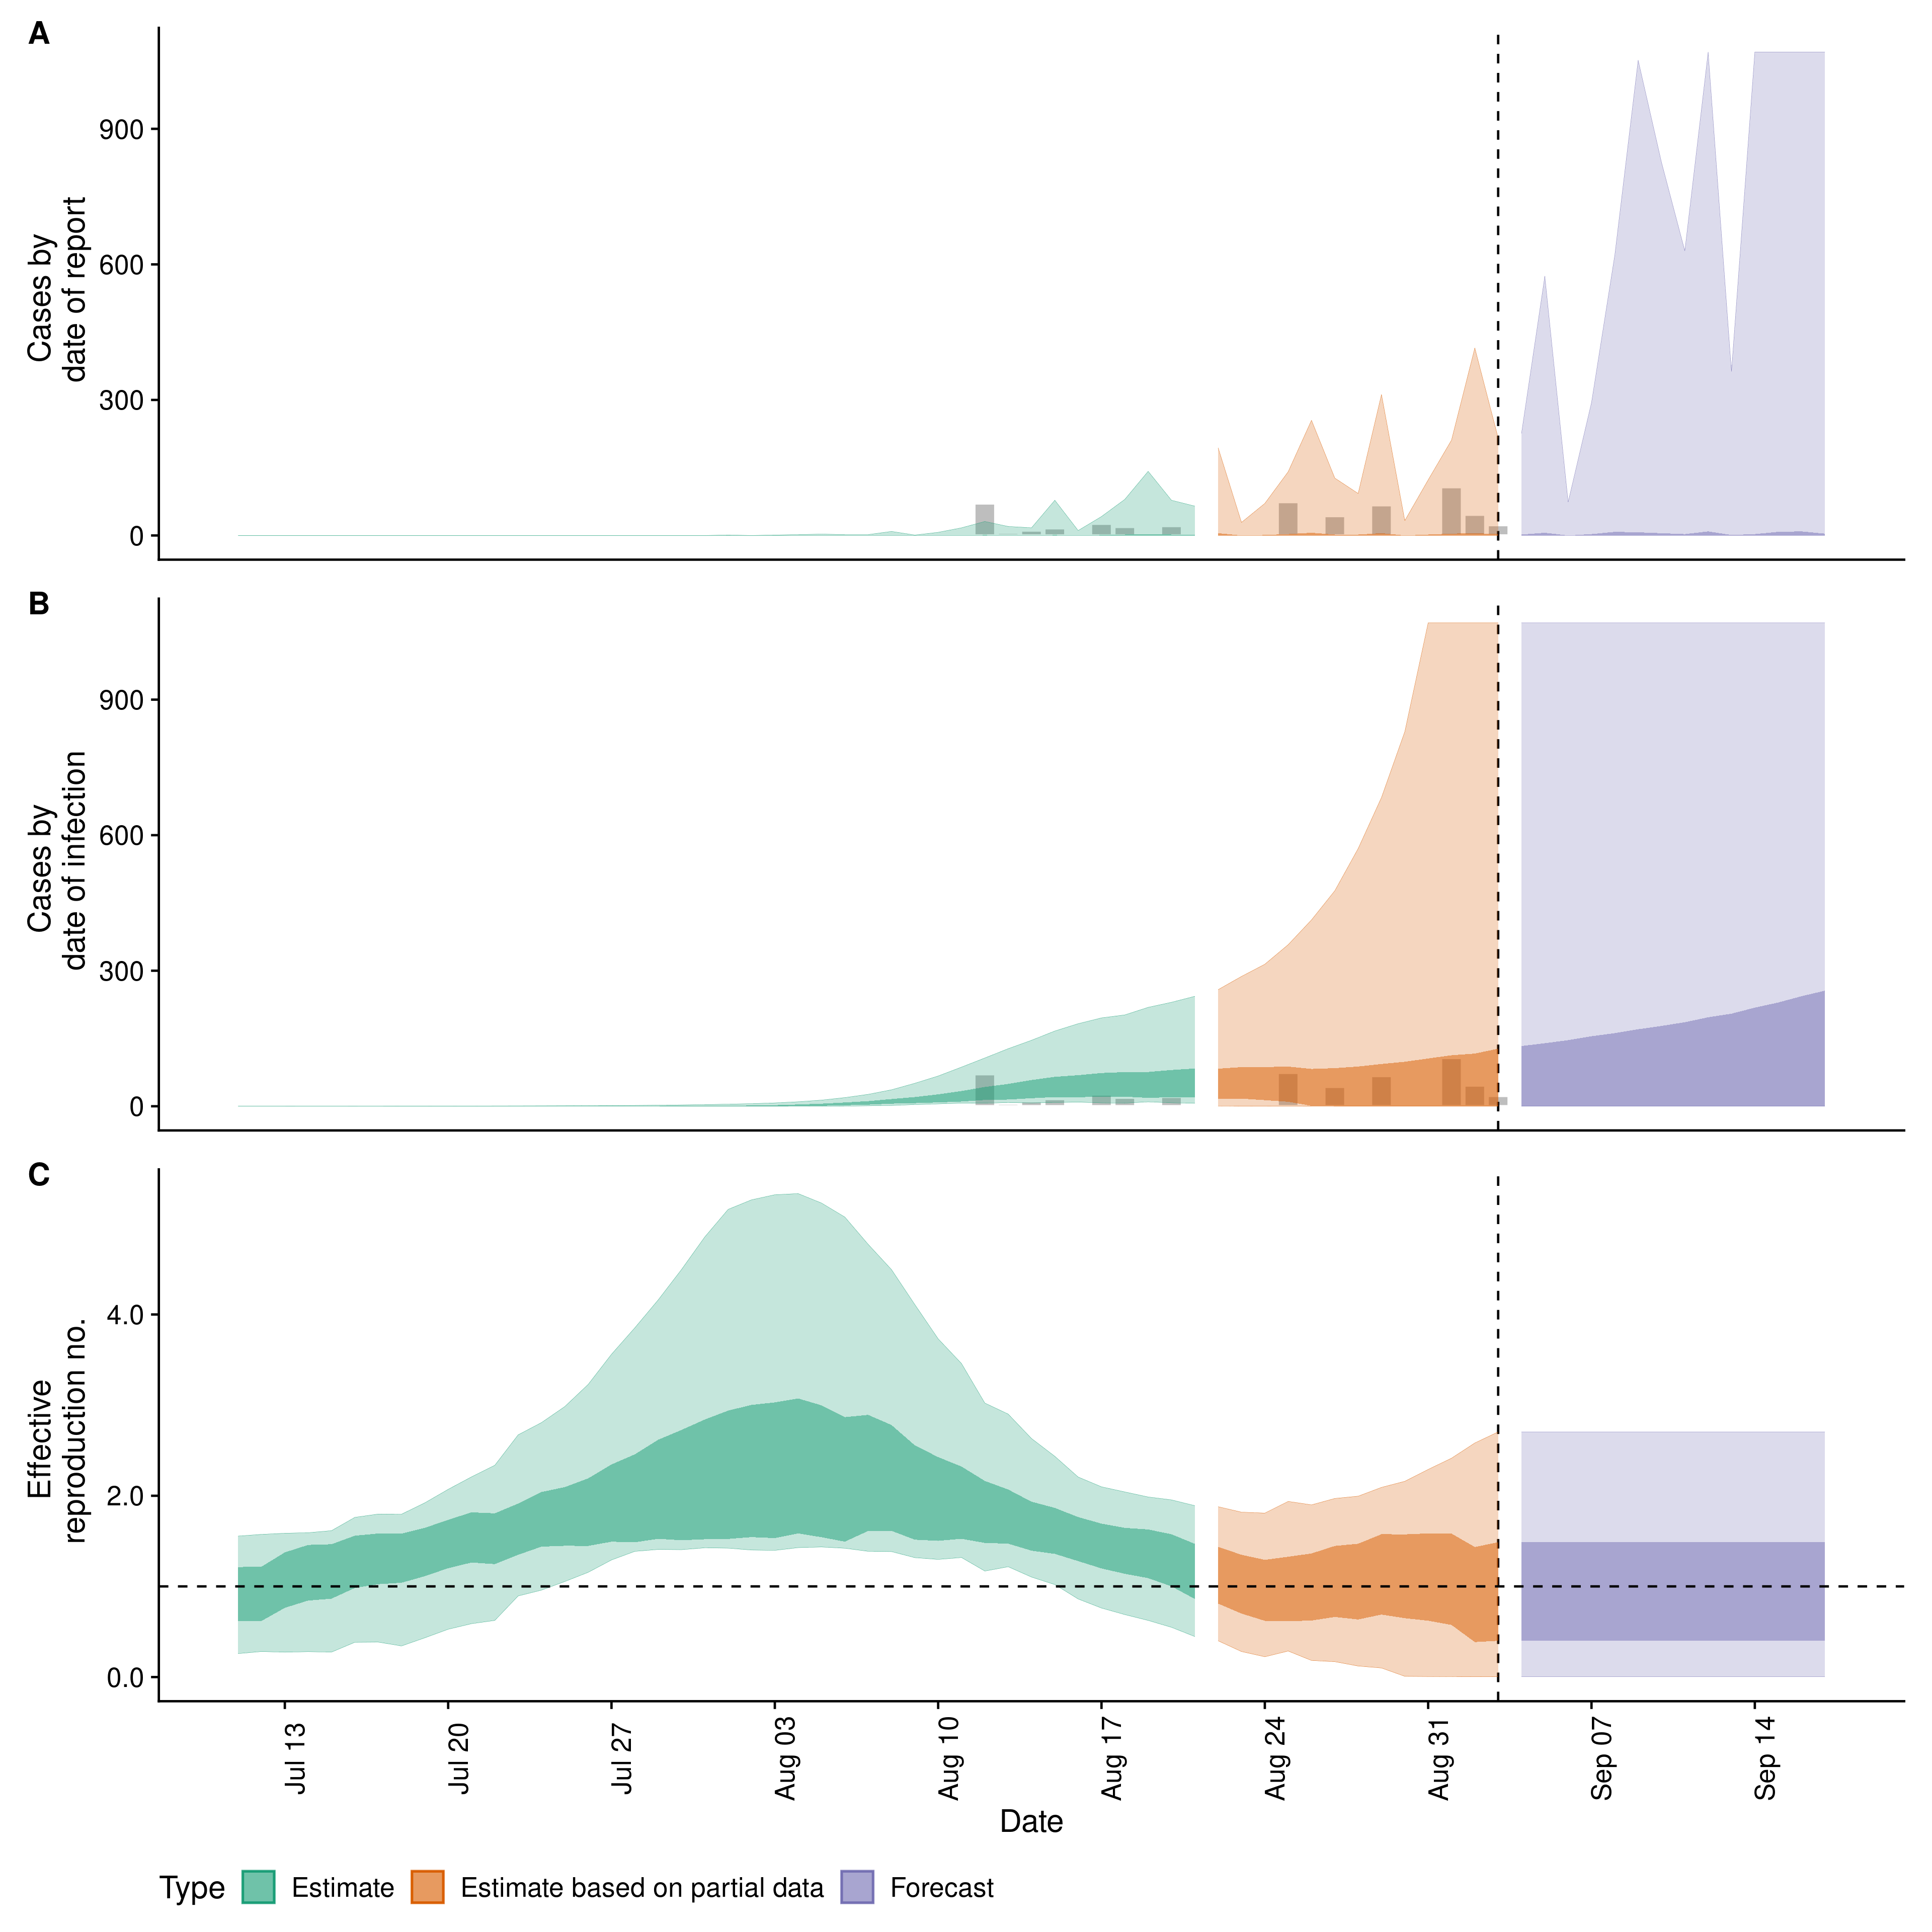 A
900
600
300
0
Cases by
date of report
B
900
600
300
0
Cases by
date of infection
C
4.0
2.0
0.0
Effective
reproduction no.
Jul 13
Jul 20
Jul 27
Aug 03
Aug 10
Aug 17
Aug 24
Aug 31
Sep 07
Sep 14
Date
Type Estimate Estimate based on partial data Forecast